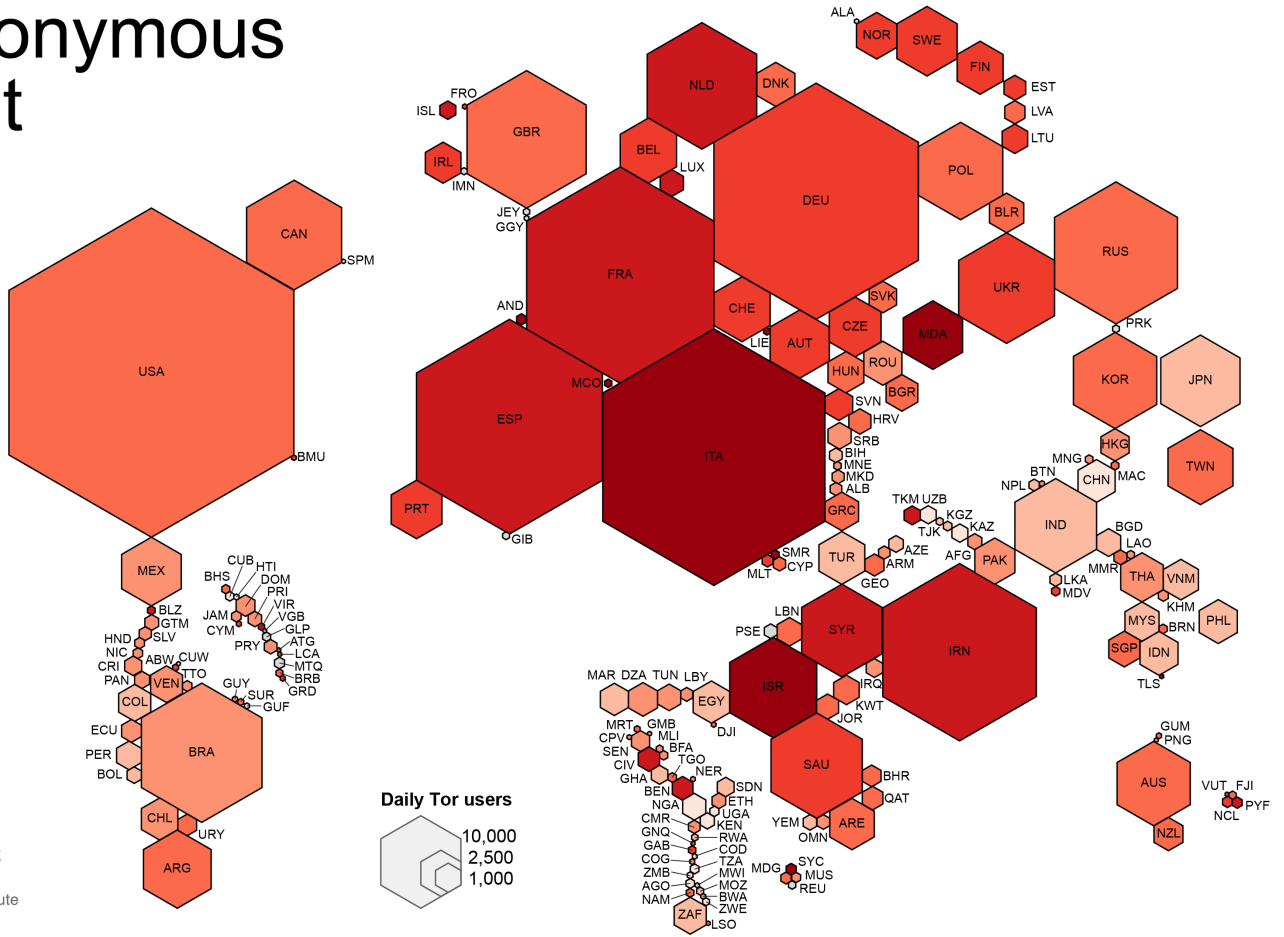 onymous
t
ALA
NOR
SWE
FIN
EST
LVA
LTU
NLD
DNK
FRO
ISL
GBR
IRL
IMN
BEL
LUX
DEU
POL
BLR
JEY
GGY
CAN
SPM
FRA
RUS
UKR
USA
AND
CHE
LIE
AUT
CZE
SVK
MDA
PRK
HUN
ROU
BGR
MCO
ESP
ITA
SVN
HRV
SRB
BIH
MNE
MKD
ALB
GRC
KOR
JPN
HKG
MAC
TWN
MNG
CHN
BTN
NPL
IND
BMU
PRT
GIB
TKM
UZB
TJK
KGZ
KAZ
AFG
PAK
BGD
LAO
MMR
THA
VNM
KHM
LKA
MDV
SMR
MLT
CYP
TUR
AZE
ARM
GEO
MEX
CUB
HTI
BHS
DOM
PRI
VIR
VGB
GLP
JAM
CYM
PRY
ATG
LCA
MTQ
BRB
GRD
BLZ
GTM
SLV
HND
NIC
CRI
PAN
ABW
CUW
TTO
VEN
COL
GUY
SUR
GUF
ECU
PER
BOL
BRA
CHL
URY
ARG
LBN
PSE
SYR
IRN
ISR
IRQ
KWT
JOR
MYS
BRN
PHL
SGP
IDN
TLS
MAR
DZA
TUN
LBY
EGY
DJI
SAU
BHR
QAT
YEM
OMN
ARE
MRT
GMB
CPV
MLI
SEN
BFA
CIV
TGO
GHA
NER
BEN
SDN
NGA
ETH
UGA
CMR
KEN
GNQ
RWA
GAB
COD
COG
TZA
ZMB
MWI
AGO
MOZ
NAM
BWA
ZWE
ZAF
LSO
MDG
SYC
MUS
REU
GUM
PNG
AUS
NZL
VUT
FJI
PYF
NCL
Daily Tor users
10,000
2,500
1,000
ute